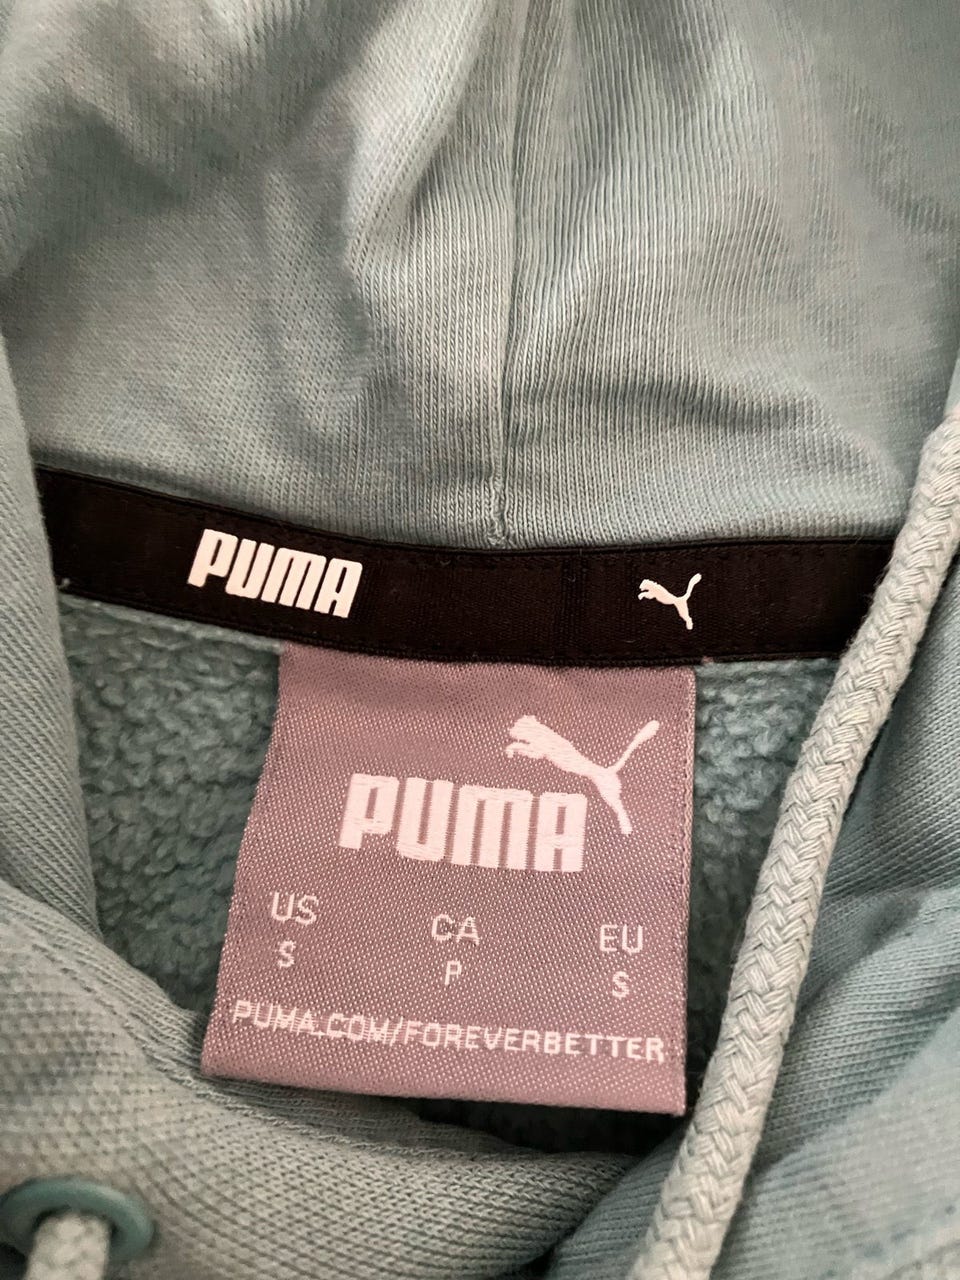 PUMA
PUMA
US CA EU
S P S
PUMA.COM/FOREVERBETTER